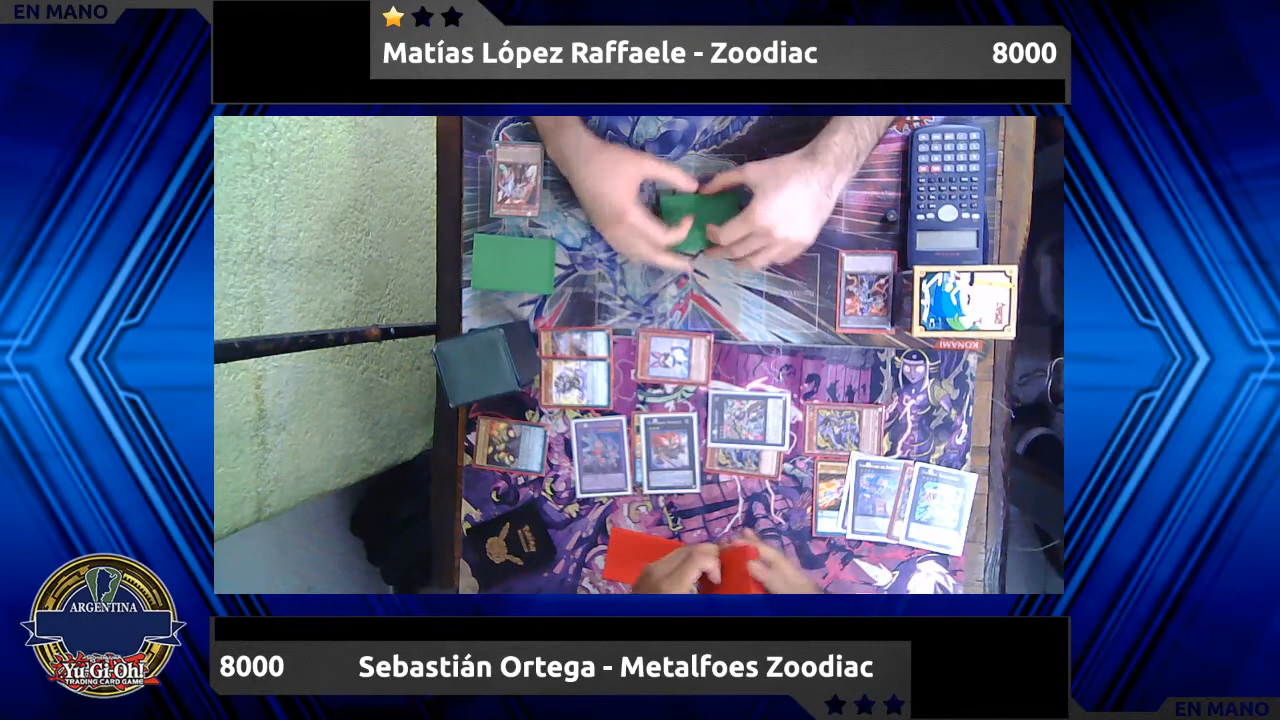 EN MANO
Matías López Raffaele - Zoodiac
8000
KONAMI
ARGENTINA
Yu-Gi-Oh!
TRADING CARD GAME
8000
Sebastián Ortega - Metalfoes Zoodiac
EN MANO